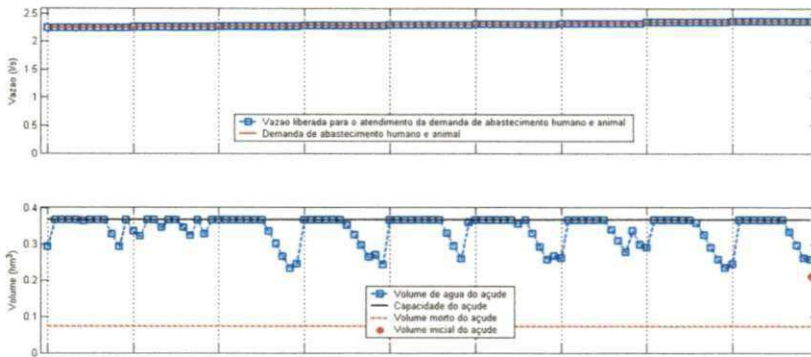 2.5
2
1.5
1
0.5
0
Vazao (l/s)
Vazao liberada para o atendimento da demanda de abastecimento humano e animal
Demanda de abastecimento humano e animal
0.4
0.3
0.2
0.1
0
Volume (hm³)
Volume de agua do açude
Capacidade do açude
Volume morto do açude
Volume inicial do açude